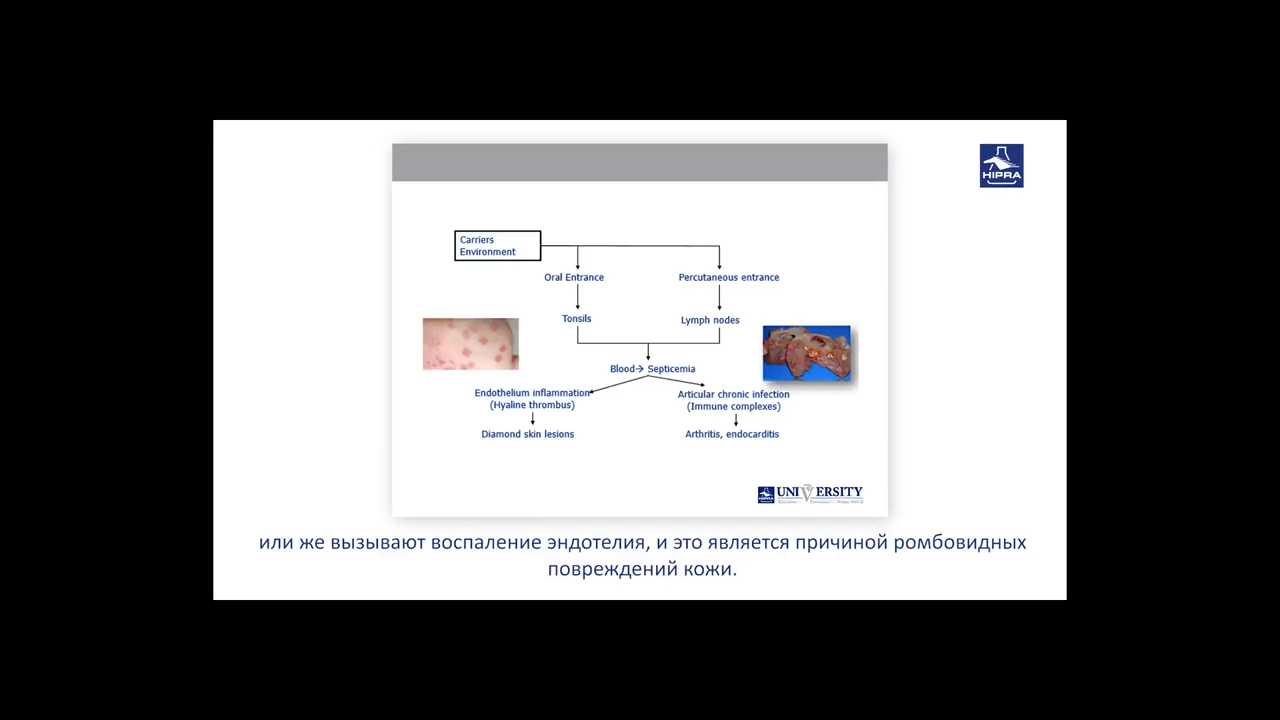 HIPRA
Carriers
Environment
Oral Entrance
Percutaneous entrance
Tonsils
Lymph nodes
Blood→ Septicemia
Endothelium inflammation
(Hyaline thrombus)
Articular chronic infection
(Immune complexes)
Diamond skin lesions
Arthritis, endocarditis
HIPRA UNIVERSITY
или же вызывают воспаление эндотелия, и это является причиной ромбовидных
повреждений кожи.